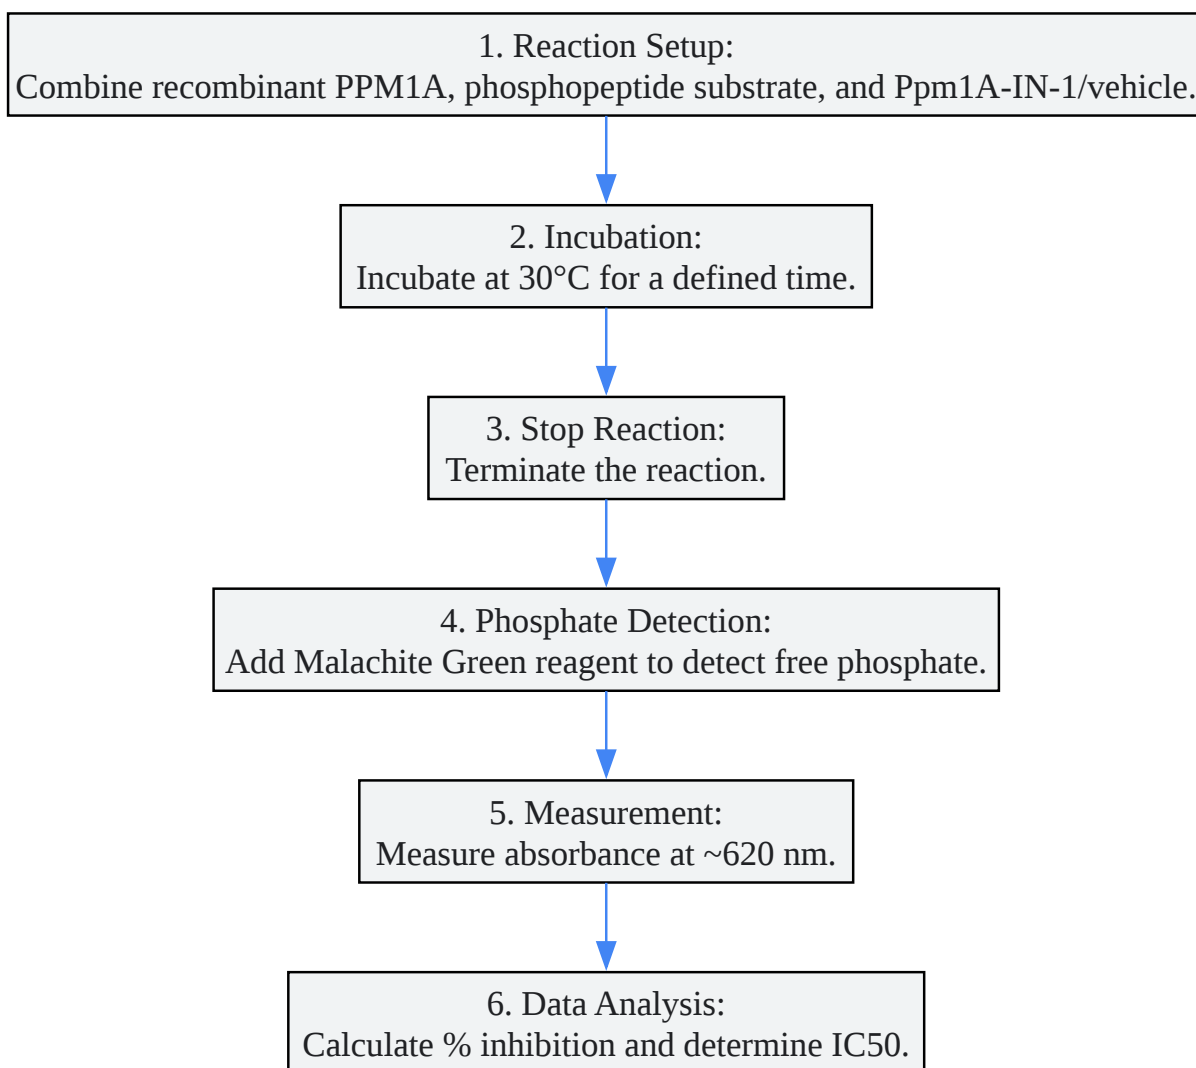 1. Reaction Setup:
Combine recombinant PPM1A, phosphopeptide substrate, and Ppm1A-IN-1/vehicle.
2. Incubation:
Incubate at 30°C for a defined time.
3. Stop Reaction:
Terminate the reaction.
4. Phosphate Detection:
Add Malachite Green reagent to detect free phosphate.
5. Measurement:
Measure absorbance at ~620 nm.
6. Data Analysis:
Calculate % inhibition and determine IC50.